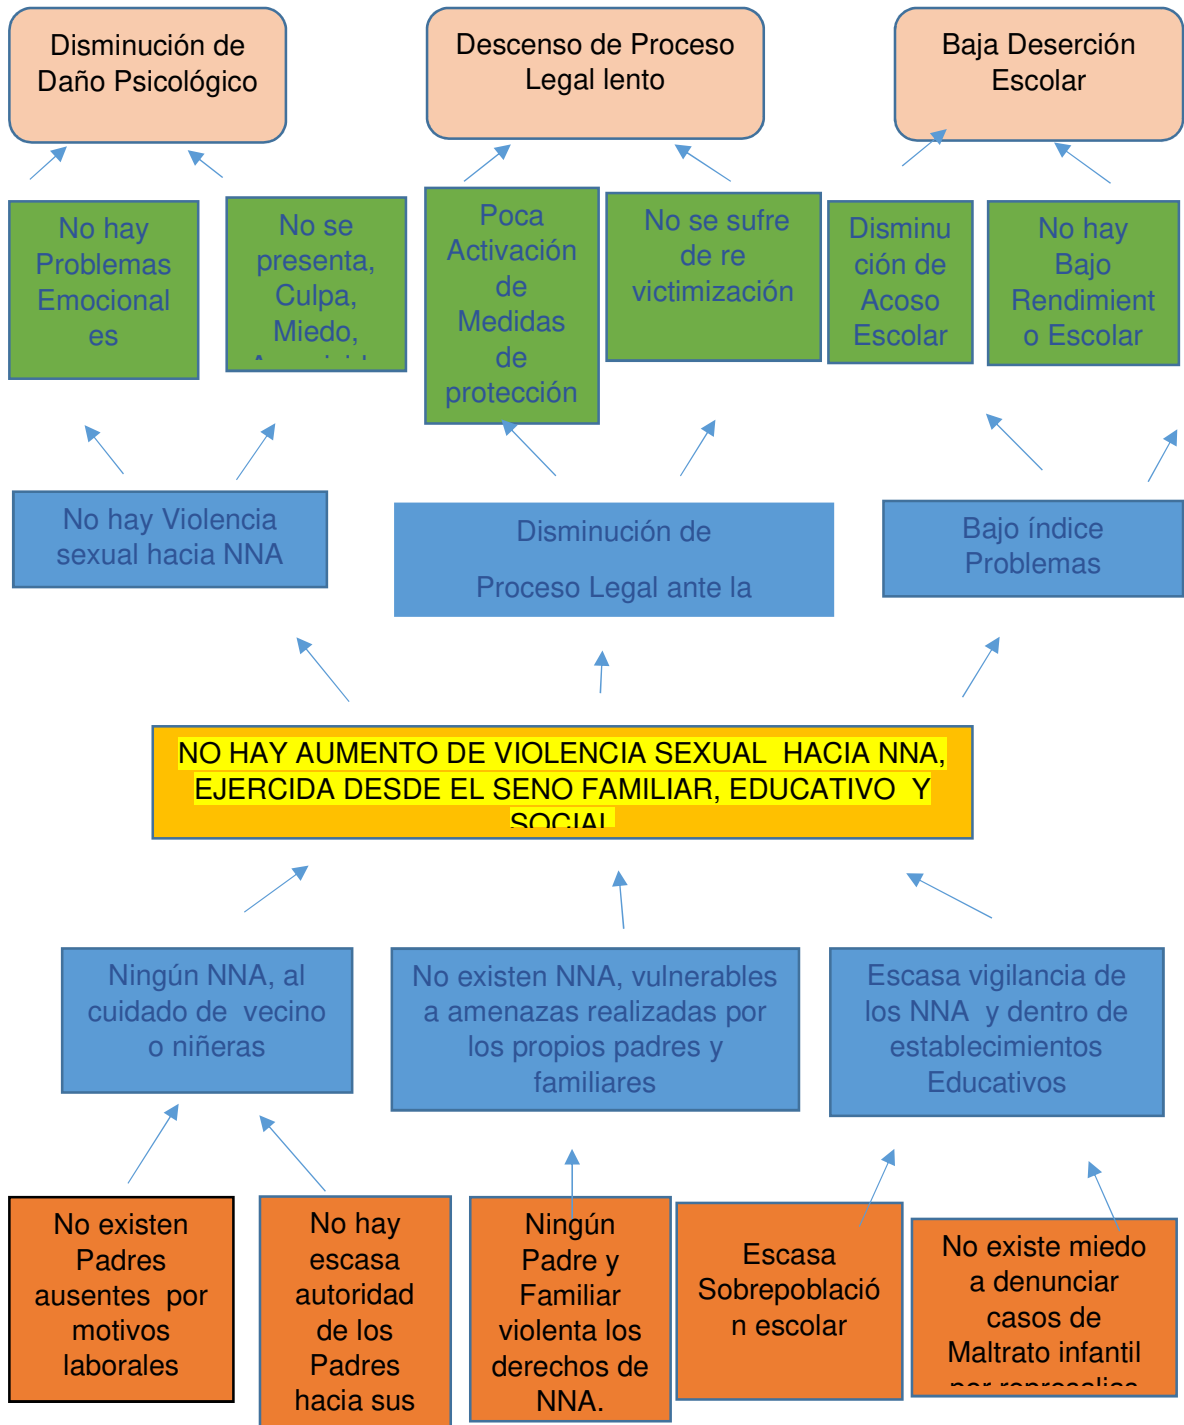 Disminución de
Daño Psicológico
Descenso de Proceso
Legal lento
Baja Deserción
Escolar
No hay
Problemas
Emocional
es
No se
presenta,
Culpa,
Miedo,
Poca
Activación
de
Medidas
de
protección
No se sufre
de re
victimización
Disminu
ción de
Acoso
Escolar
No hay
Bajo
Rendimient
o Escolar
No hay Violencia
sexual hacia NNA
Disminución de
Proceso Legal ante la
Bajo índice
Problemas
NO HAY AUMENTO DE VIOLENCIA SEXUAL HACIA NNA,
EJERCIDA DESDE EL SENO FAMILIAR, EDUCATIVO Y
SOCIAL
Ningún NNA, al
cuidado de vecino
o niñeras
No existen NNA, vulnerables
a amenazas realizadas por
los propios padres y
familiares
Escasa vigilancia de
los NNA y dentro de
establecimientos
Educativos
No existen
Padres
ausentes por
motivos
laborales
No hay
escasa
autoridad
de los
Padres
hacia sus
Ningún
Padre y
Familiar
violenta los
derechos de
NNA.
Escasa
Sobrepoblació
n escolar
No existe miedo
a denunciar
casos de
Maltrato infantil
por represalias